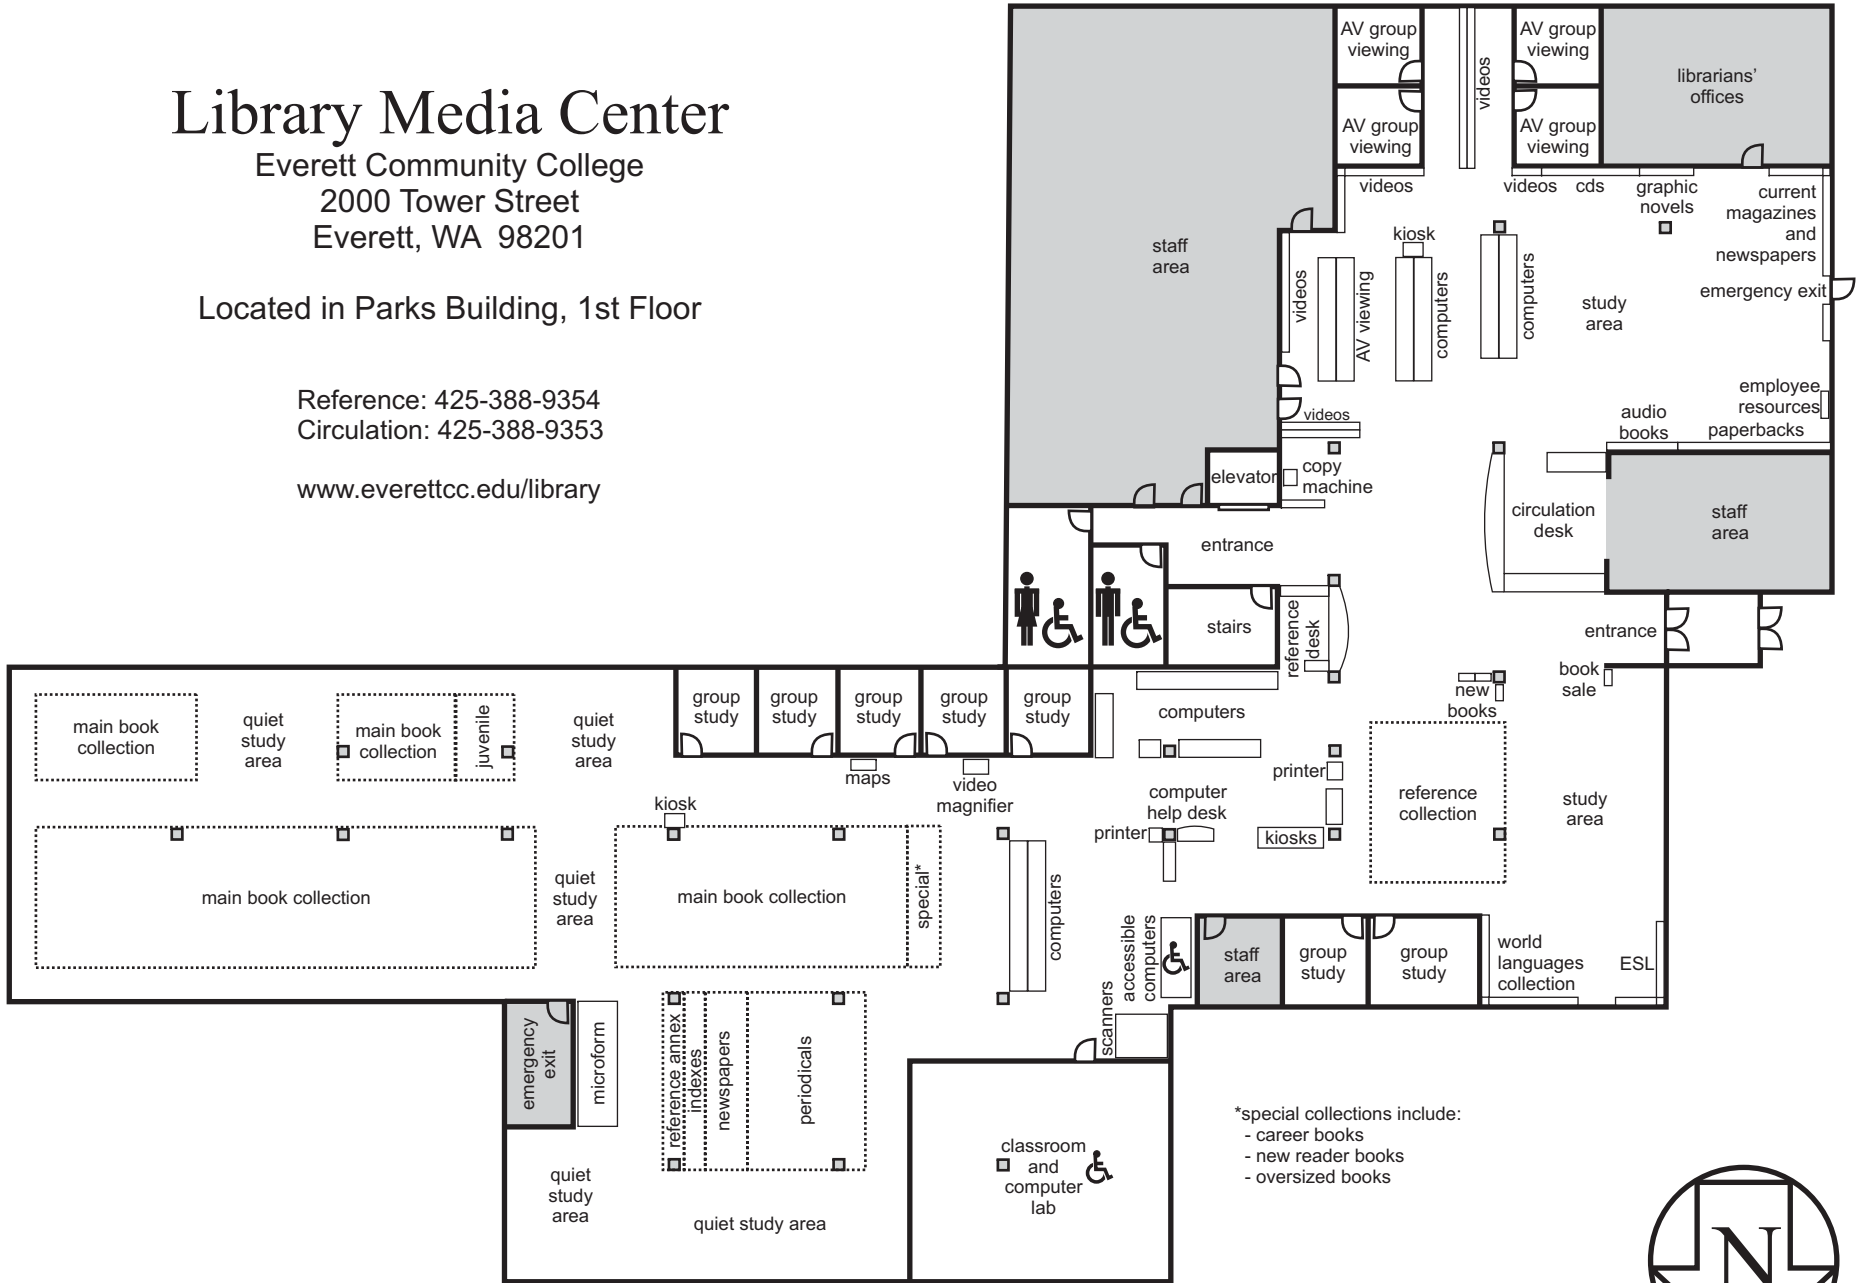 Library Media Center
Everett Community College
2000 Tower Street
Everett, WA 98201
Located in Parks Building, 1st Floor
Reference: 425-388-9354
Circulation: 425-388-9353
www.everettcc.edu/library
staff
area
AV group
viewing
AV group
viewing
videos
AV group
viewing
AV group
viewing
librarians'
offices
videos
videos
cds
graphic
novels
current
magazines
and
newspapers
emergency exit
study
area
kiosk
videos
AV viewing
computers
computers
employee
resources
audio
books
paperbacks
videos
elevator
copy
machine
circulation
desk
staff
area
entrance
stairs
reference
desk
entrance
book
sale
new
books
main book
collection
quiet
study
area
main book
collection
juvenile
quiet
study
area
group
study
group
study
group
study
group
study
group
study
computers
maps
video
magnifier
kiosk
printer
computer
help desk
printer
kiosks
reference
collection
study
area
main book collection
quiet
study
area
main book collection
special*
computers
accessible
computers
scanners
staff
area
group
study
group
study
world
languages
collection
ESL
emergency
exit
microform
reference annex
indexes
newspapers
periodicals
quiet
study
area
quiet study area
classroom
and
computer
lab
*special collections include:
- career books
- new reader books
- oversized books
N